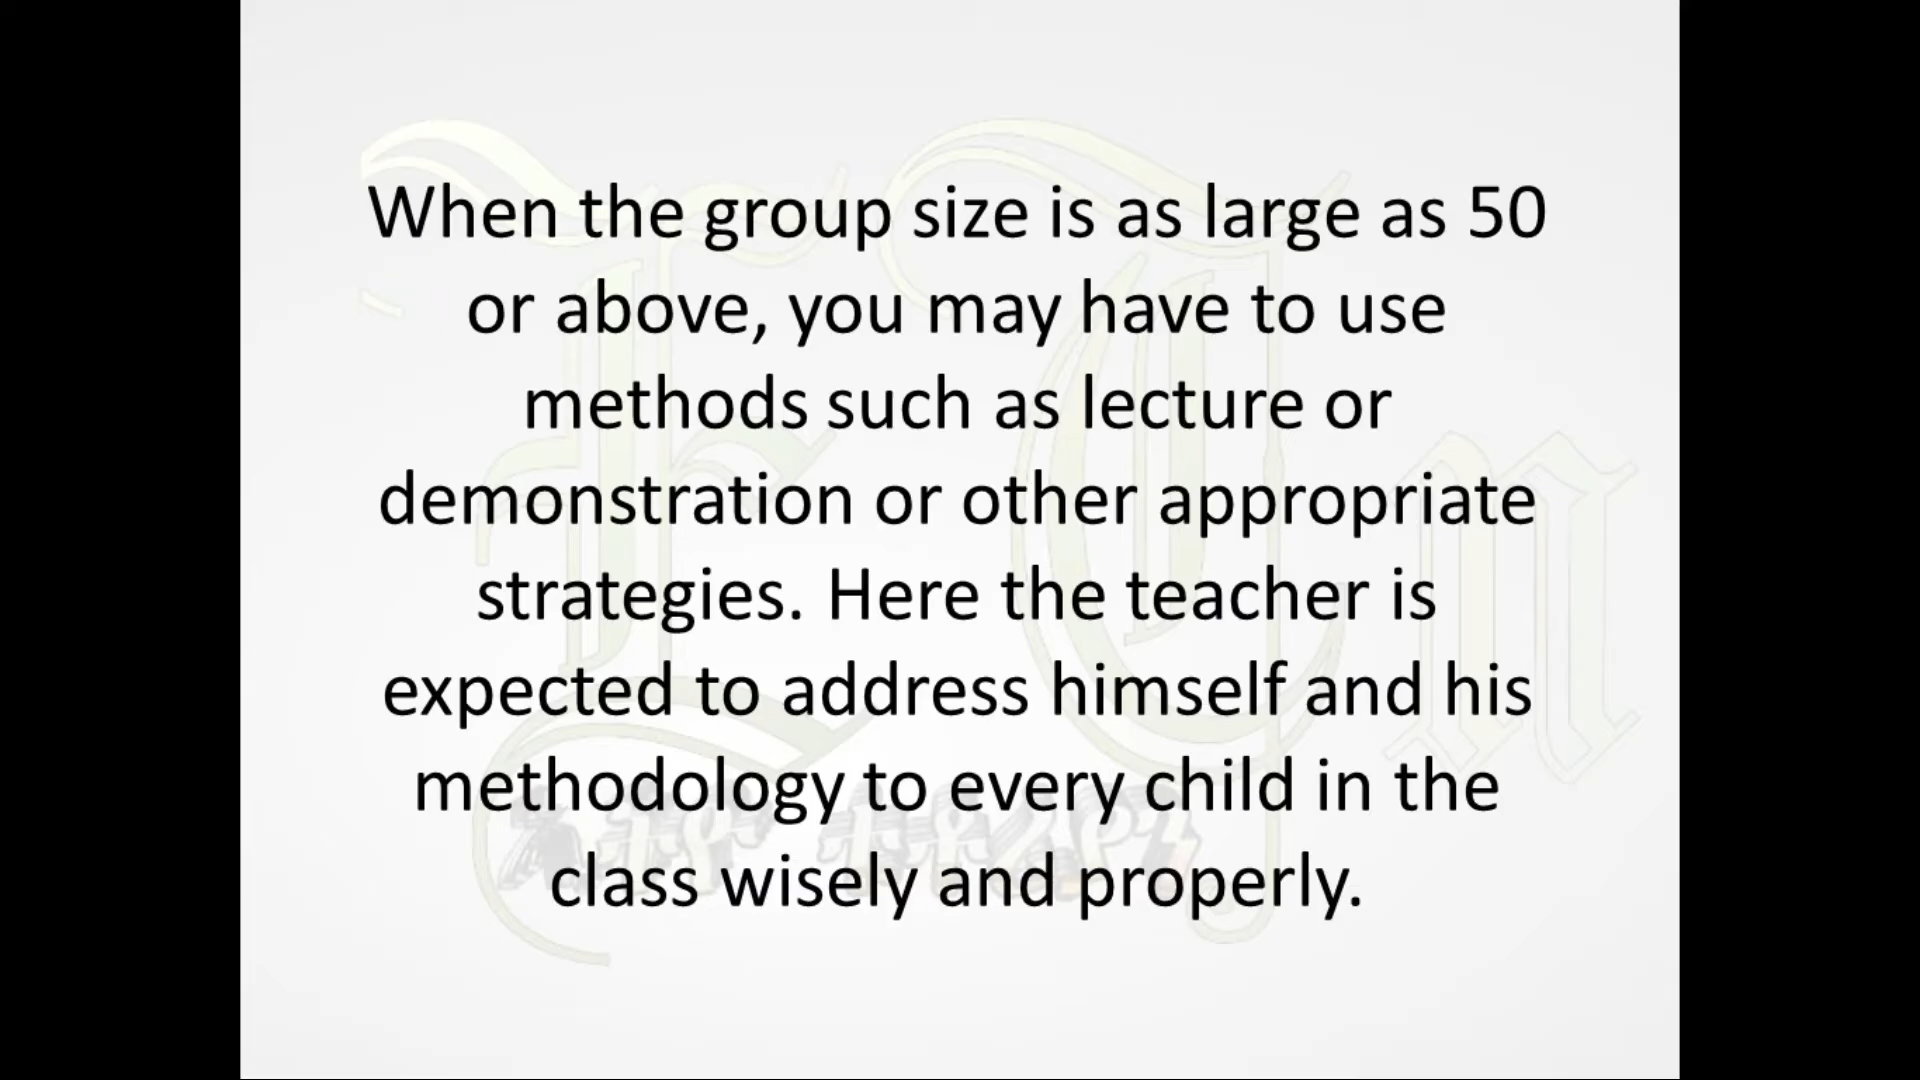 When the group size is as large as 50
or above, you may have to use
methods such as lecture or
demonstration or other appropriate
strategies. Here the teacher is
expected to address himself and his
methodology to every child in the
class wisely and properly.